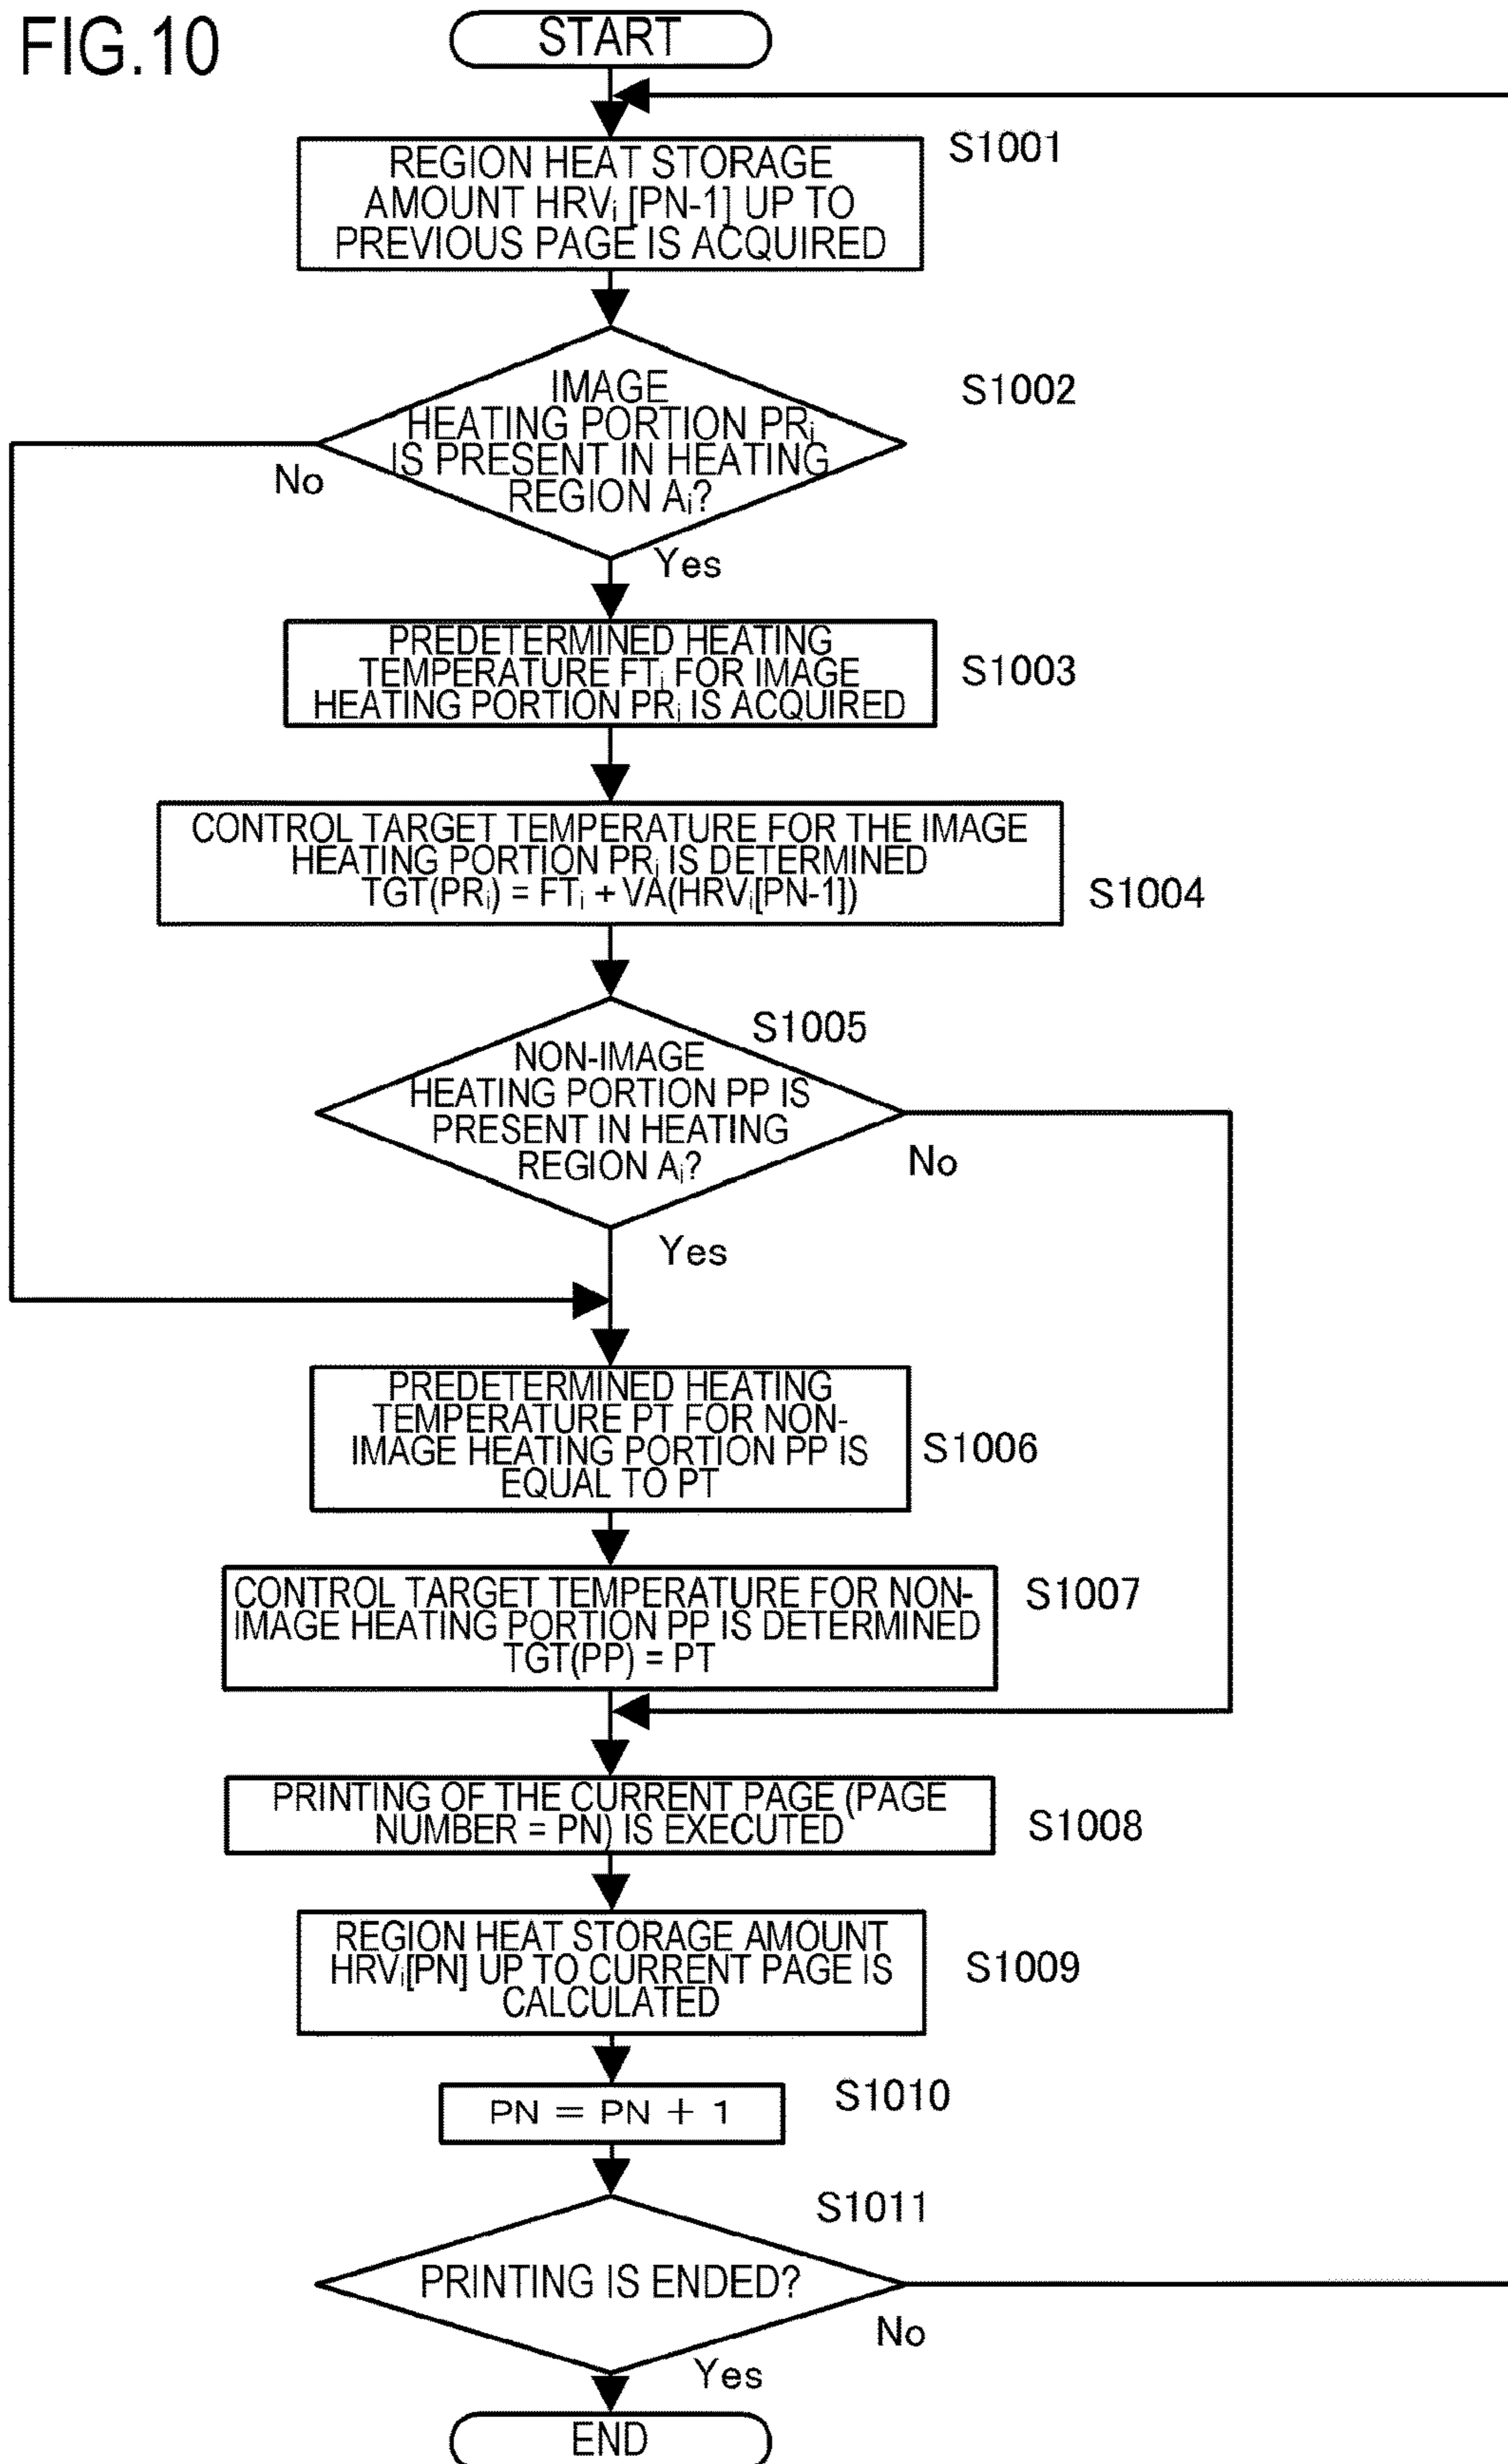 FIG.10
START
REGION HEAT STORAGE
AMOUNT HRVi [PN-1] UP TO
PREVIOUS PAGE IS ACQUIRED
S1001
IMAGE
HEATING PORTION PRi
IS PRESENT IN HEATING
REGION Ai?
S1002
No
Yes
PREDETERMINED HEATING
TEMPERATURE FTi FOR IMAGE
HEATING PORTION PRi IS ACQUIRED
S1003
CONTROL TARGET TEMPERATURE FOR THE IMAGE
HEATING PORTION PRi IS DETERMINED
TGT(PRi) = FTi + VA(HRVi[PN-1])
S1004
S1005
NON-IMAGE
HEATING PORTION PP IS
PRESENT IN HEATING
REGION Ai?
No
Yes
PREDETERMINED HEATING
TEMPERATURE PT FOR NON-
IMAGE HEATING PORTION PP IS
EQUAL TO PT
S1006
CONTROL TARGET TEMPERATURE FOR NON-
IMAGE HEATING PORTION PP IS DETERMINED
TGT(PP) = PT
S1007
PRINTING OF THE CURRENT PAGE (PAGE
NUMBER = PN) IS EXECUTED
S1008
REGION HEAT STORAGE AMOUNT
HRVi[PN] UP TO CURRENT PAGE IS
CALCULATED
S1009
PN = PN + 1
S1010
S1011
PRINTING IS ENDED?
No
Yes
END